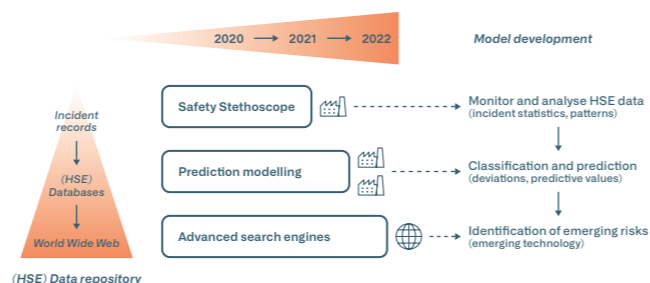 2020 → 2021 → 2022
Model development
Incident
records
(HSE)
Databases
World Wide Web
(HSE) Data repository
Safety Stethoscope
Monitor and analyse HSE data
(incident statistics, patterns)
Prediction modelling
Classification and prediction
(deviations, predictive values)
Advanced search engines
Identification of emerging risks
(emerging technology)